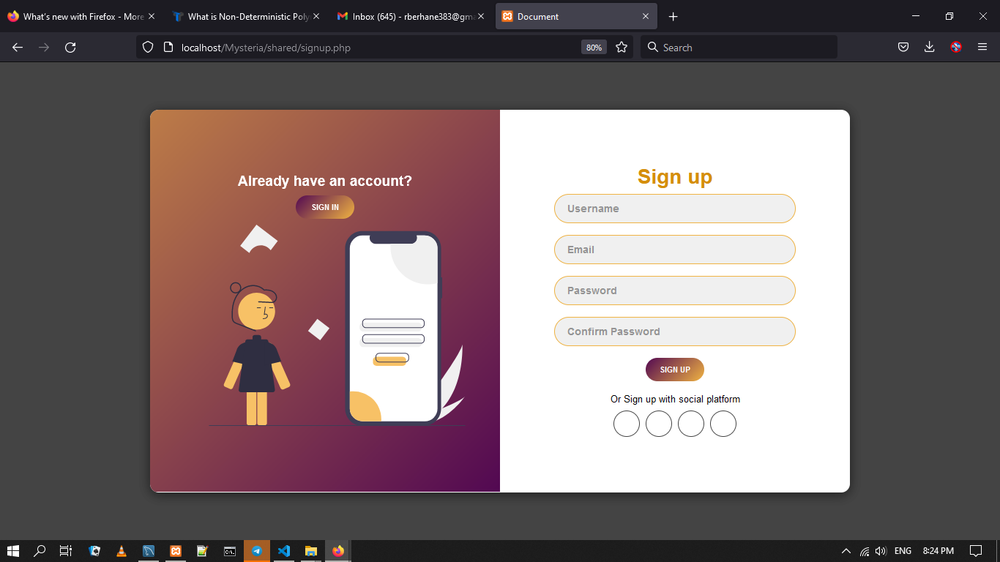 What's new with Firefox - More
What is Non-Deterministic Poly
Inbox (645) - rberhane383@gma
Document
localhost/Mysteria/shared/signup.php
80%
Search
Already have an account?
SIGN IN
Sign up
Username
Email
Password
Confirm Password
SIGN UP
Or Sign up with social platform
ENG
8:24 PM